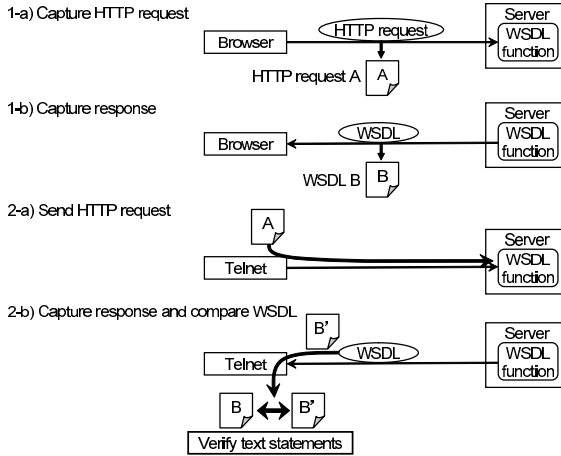 1-a) Capture HTTP request
Server
HTTP request
WSDL
function
Browser
HTTP request A
A
1-b) Capture response
Server
WSDL
WSDL
function
Browser
WSDL B
B
2-a) Send HTTP request
A
Server
WSDL
function
Telnet
2-b) Capture response and compare WSDL
B'
Server
WSDL
WSDL
function
Telnet
B
B'
Verify text statements